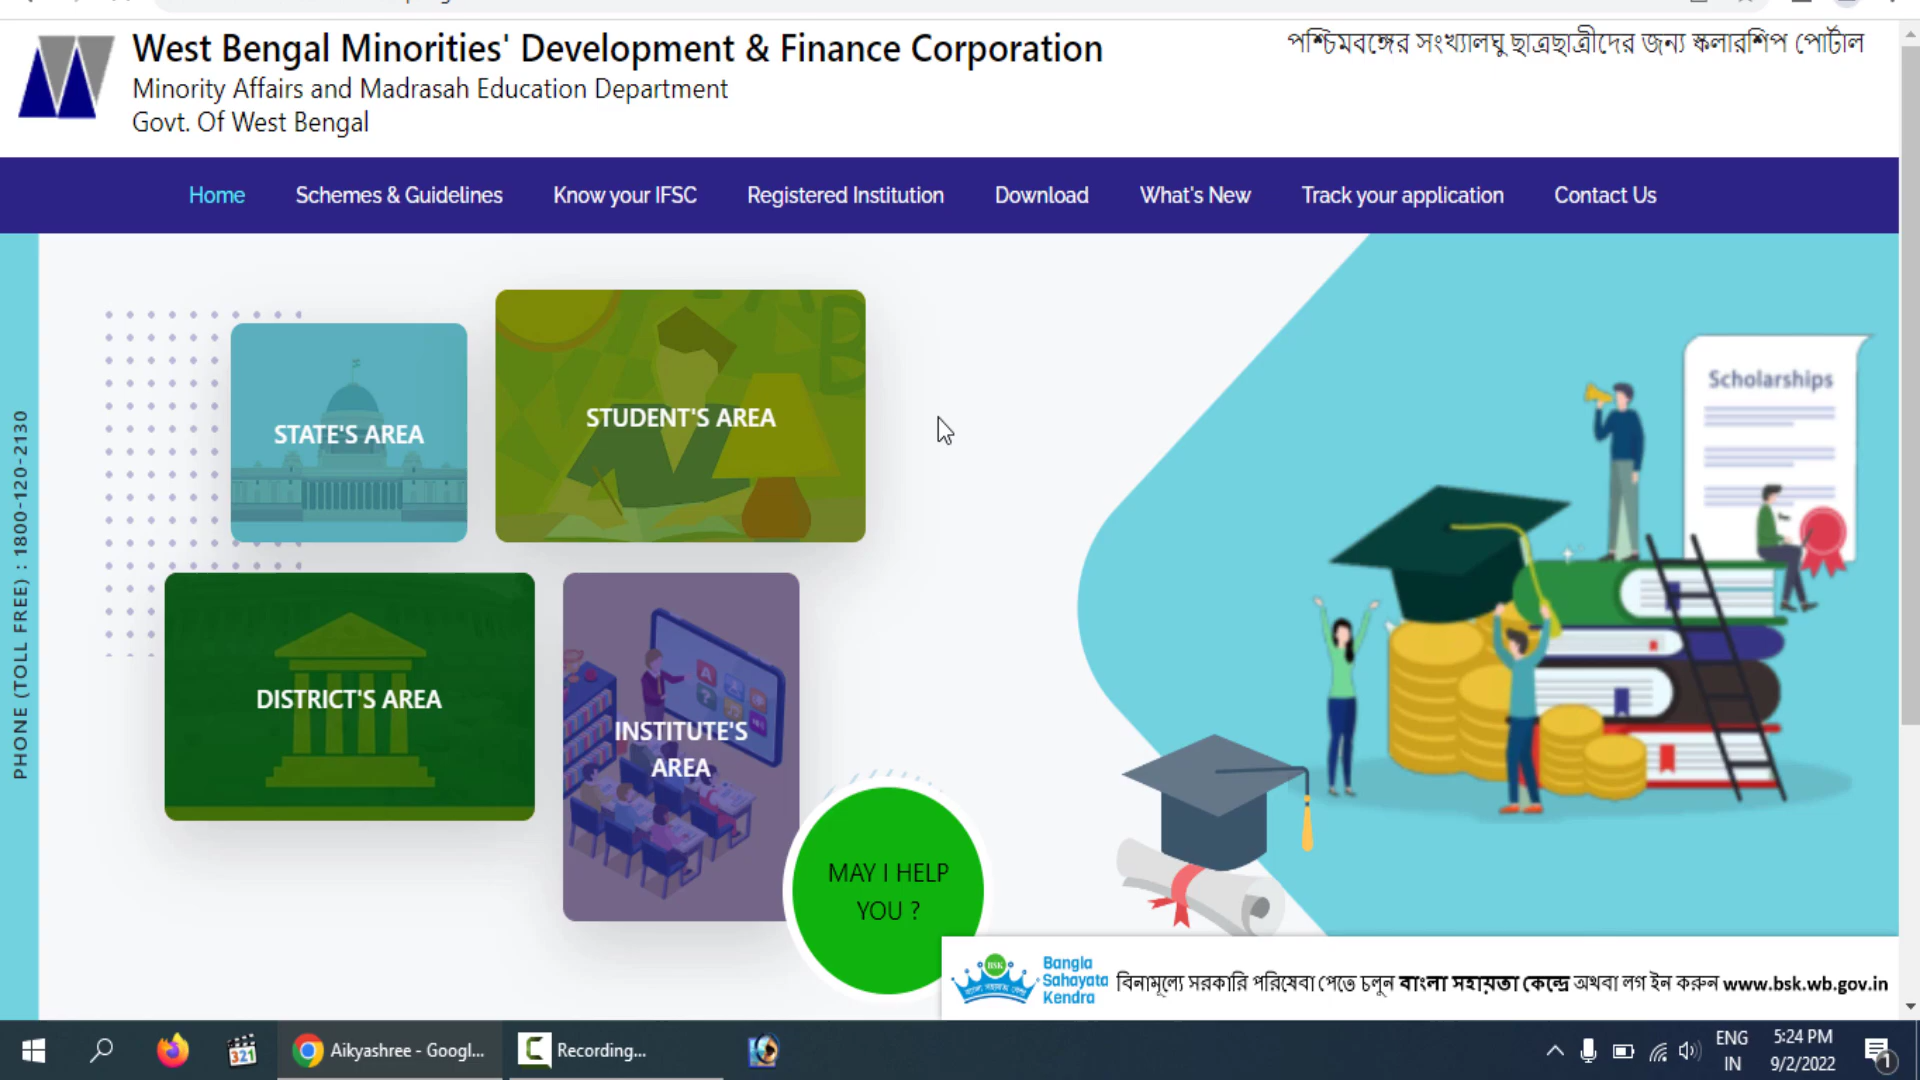 West Bengal Minorities' Development & Finance Corporation
Minority Affairs and Madrasah Education Department
Govt. Of West Bengal
পশ্চিমবঙ্গের সংখ্যালঘু ছাত্রছাত্রীদের জন্য স্কলারশিপ পোর্টাল
Home Schemes & Guidelines Know your IFSC Registered Institution Download What's New Track your application Contact Us
PHONE (TOLL FREE) : 1800-120-2130
STATE'S AREA
STUDENT'S AREA
DISTRICT'S AREA
INSTITUTE'S
AREA
Scholarships
MAY I HELP
YOU ?
BSK
Bangla
Sahayata
Kendra
বিনামূল্যে সরকারি পরিষেবা পেতে চলুন বাংলা সহায়তা কেন্দ্রে অথবা লগ ইন করুন www.bsk.wb.gov.in
321
Aikyashree - Googl...
Recording...
ENG
IN
5:24 PM
9/2/2022
1